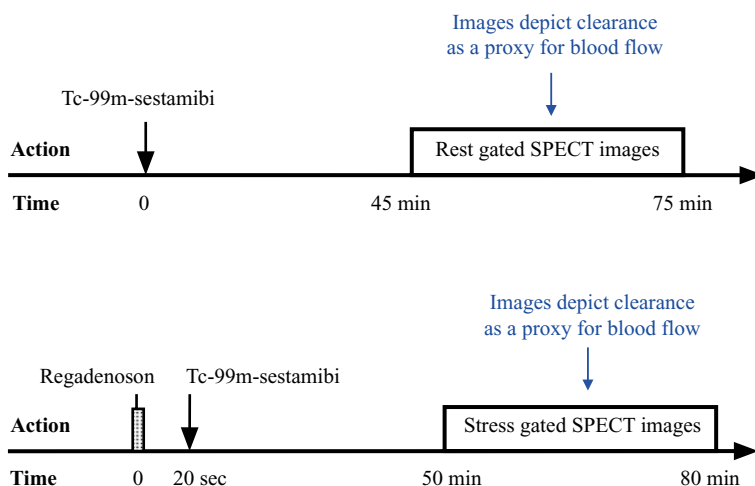 Images depict clearance
as a proxy for blood flow
Tc-99m-sestamibi
Action
Rest gated SPECT images
Time
0
45 min
75 min
Images depict clearance
as a proxy for blood flow
Regadenoson
Tc-99m-sestamibi
Action
Stress gated SPECT images
Time
0
20 sec
50 min
80 min